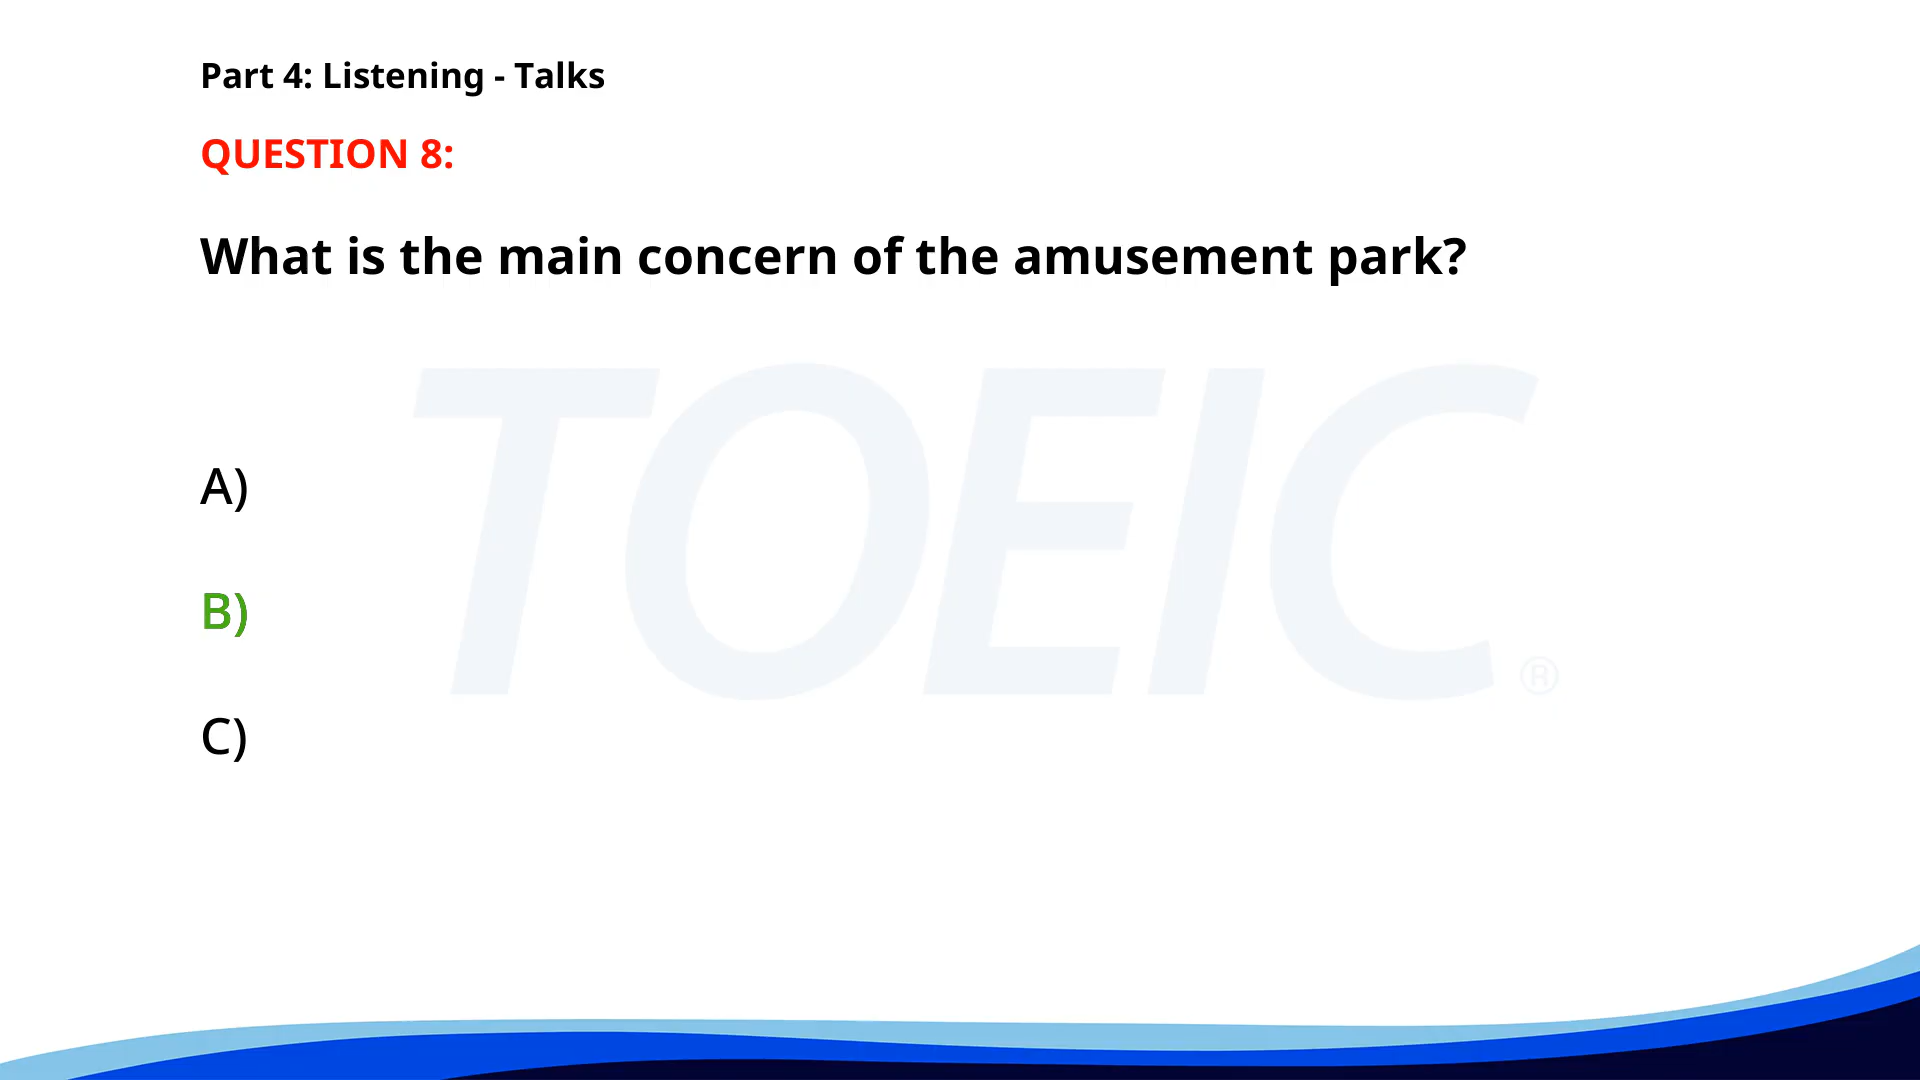 Part 4: Listening - Talks
QUESTION 8:
What is the main concern of the amusement park?
TOEIC®
A)
B)
C)